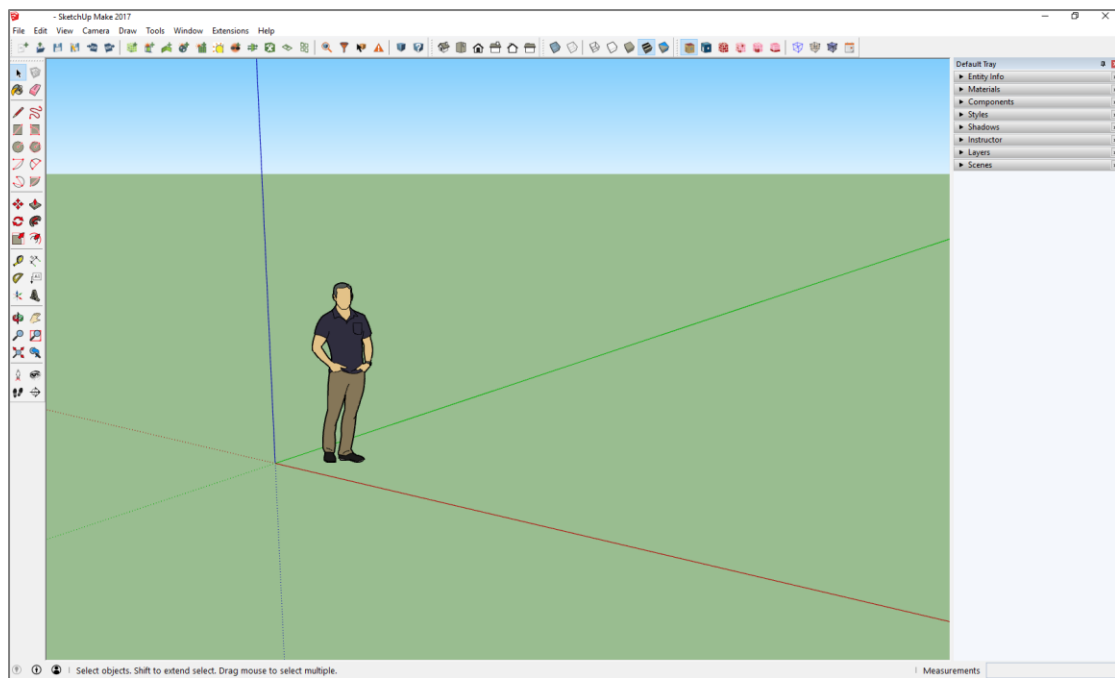 - SketchUp Make 2017
File Edit View Camera Draw Tools Window Extensions Help
Default Tray
Entity Info
Materials
Components
Styles
Shadows
Instructor
Layers
Scenes
Select objects. Shift to extend select. Drag mouse to select multiple.
Measurements